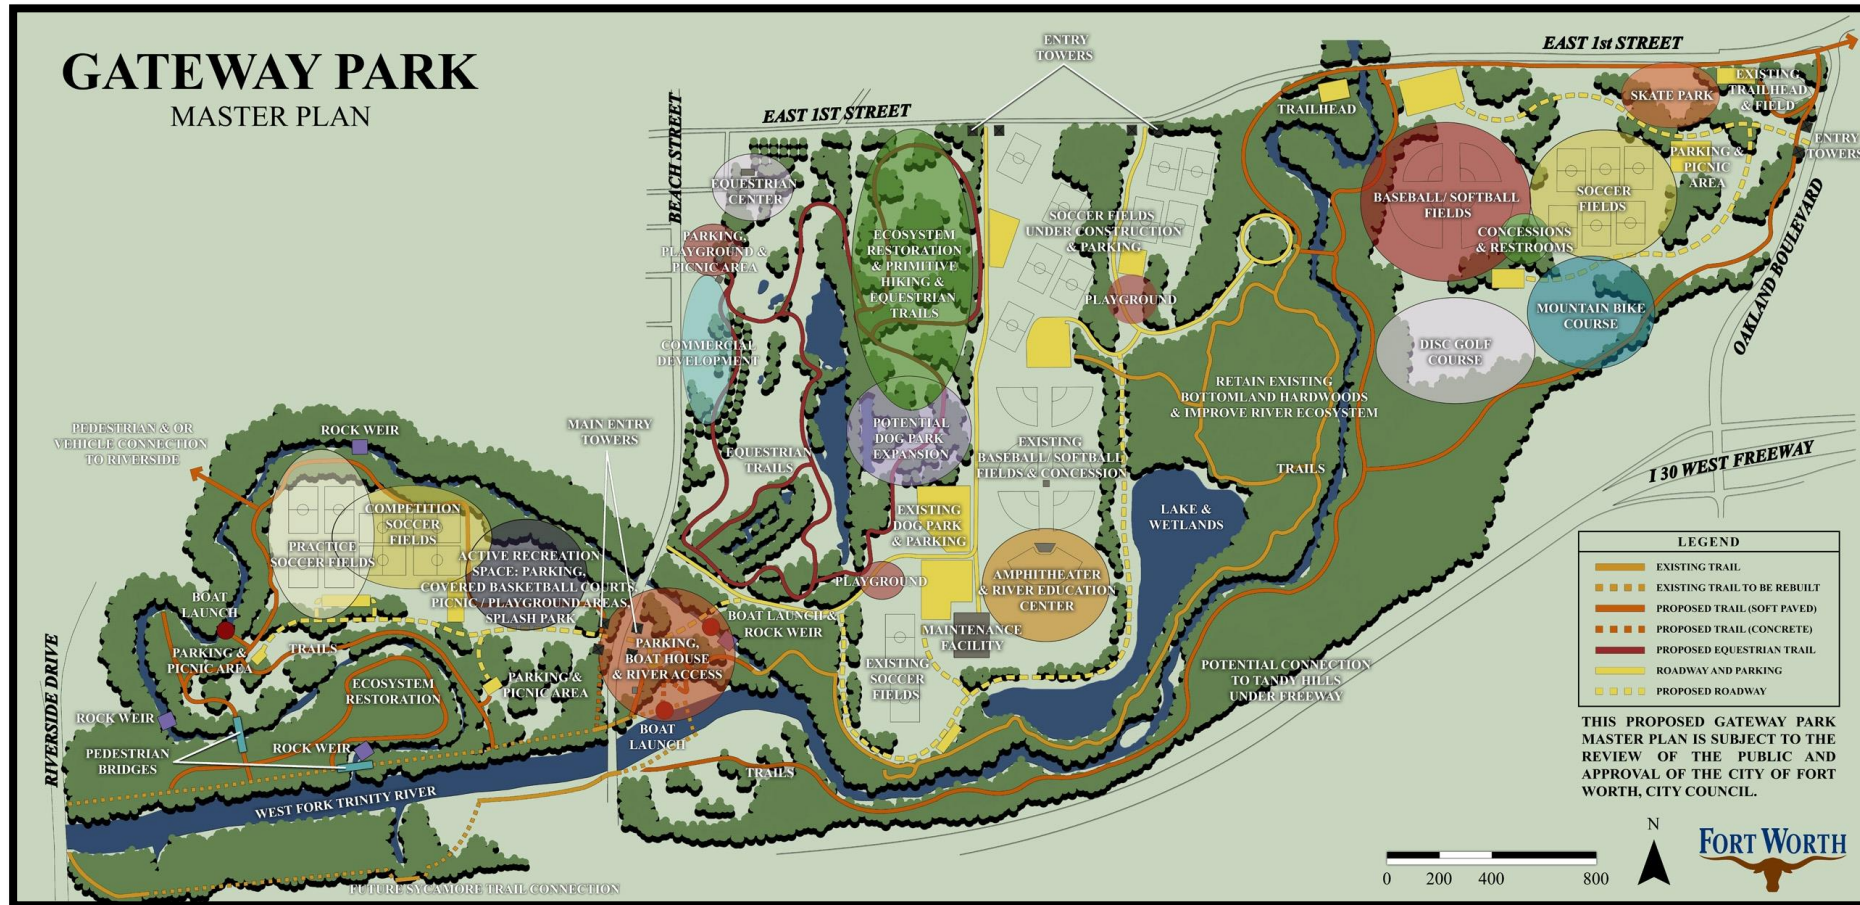 GATEWAY PARK
MASTER PLAN
ENTRY
TOWERS
EAST 1st STREET
EAST 1ST STREET
BEACH STREET
TRAILHEAD
SKATE PARK
EXISTING
TRAILHEAD
& FIELD
ENTRY
TOWERS
PARKING &
PICNIC
AREA
EQUESTRIAN
CENTER
BASEBALL/ SOFTBALL
FIELDS
SOCCER
FIELDS
CONCESSIONS
& RESTROOMS
OAKLAND BOULEVARD
PARKING,
PLAYGROUND &
PICNIC AREA
ECOSYSTEM
RESTORATION
& PRIMITIVE
HIKING &
EQUESTRIAN
TRAILS
SOCCER FIELDS
UNDER CONSTRUCTION
& PARKING
PLAYGROUND
MOUNTAIN BIKE
COURSE
DISC GOLF
COURSE
COMMERCIAL
DEVELOPMENT
RETAIN EXISTING
BOTTOMLAND HARDWOODS
& IMPROVE RIVER ECOSYSTEM
PEDESTRIAN & OR
VEHICLE CONNECTION
TO RIVERSIDE
ROCK WEIR
MAIN ENTRY
TOWERS
EQUESTRIAN
TRAILS
POTENTIAL
DOG PARK
EXPANSION
EXISTING
BASEBALL/ SOFTBALL
FIELDS & CONCESSION
TRAILS
I 30 WEST FREEWAY
COMPETITION
SOCCER
FIELDS
PRACTICE
SOCCER FIELDS
ACTIVE RECREATION
SPACE: PARKING,
COVERED BASKETBALL COURTS,
PICNIC / PLAYGROUND AREAS,
SPLASH PARK
EXISTING
DOG PARK
& PARKING
LAKE &
WETLANDS
PLAYGROUND
AMPHITHEATER
& RIVER EDUCATION
CENTER
BOAT
LAUNCH
BOAT LAUNCH &
ROCK WEIR
MAINTENANCE
FACILITY
PARKING &
PICNIC AREA
TRAILS
PARKING,
BOAT HOUSE
& RIVER ACCESS
EXISTING
SOCCER
FIELDS
POTENTIAL CONNECTION
TO TANDY HILLS
UNDER FREEWAY
ECOSYSTEM
RESTORATION
PARKING &
PICNIC AREA
RIVERSIDE DRIVE
ROCK WEIR
PEDESTRIAN
BRIDGES
ROCK WEIR
BOAT
LAUNCH
TRAILS
WEST FORK TRINITY RIVER
FUTURE SYCAMORE TRAIL CONNECTION
LEGEND
EXISTING TRAIL
EXISTING TRAIL TO BE REBUILT
PROPOSED TRAIL (SOFT PAVED)
PROPOSED TRAIL (CONCRETE)
PROPOSED EQUESTRIAN TRAIL
ROADWAY AND PARKING
PROPOSED ROADWAY
THIS PROPOSED GATEWAY PARK
MASTER PLAN IS SUBJECT TO THE
REVIEW OF THE PUBLIC AND
APPROVAL OF THE CITY OF FORT
WORTH, CITY COUNCIL.
N
0 200 400 800
FORT WORTH